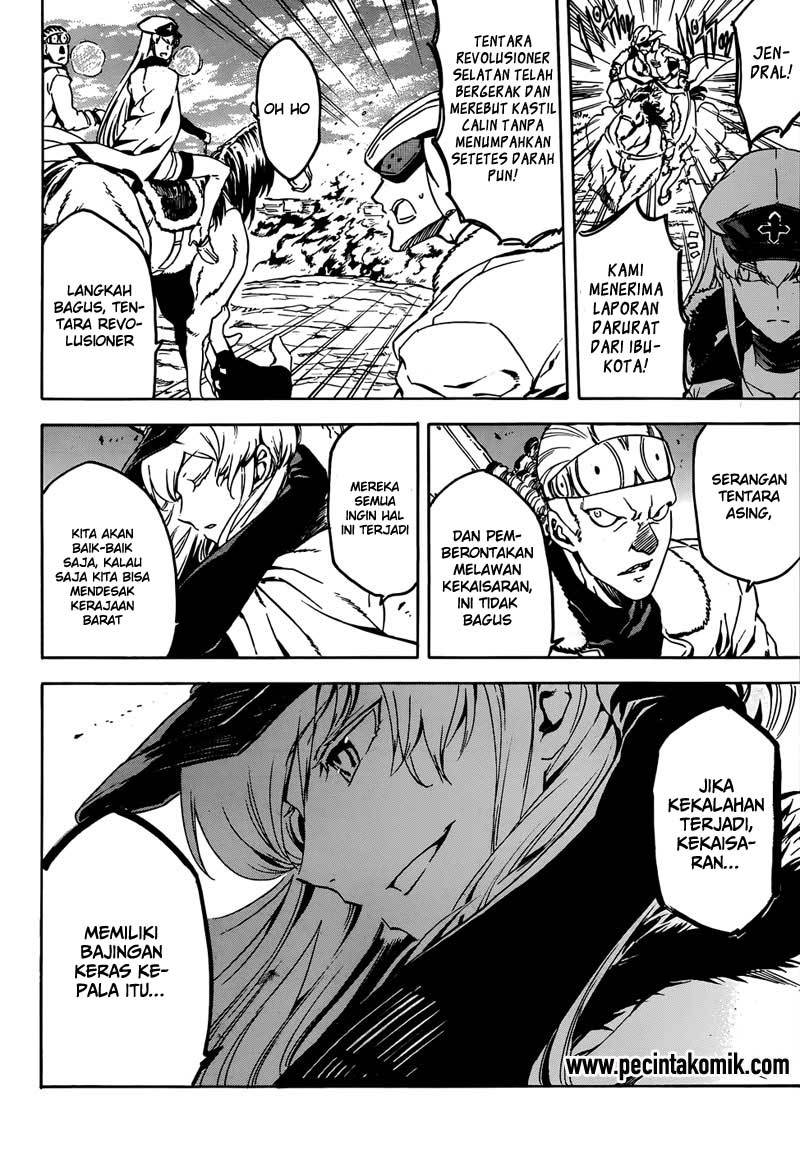 JEN-
DRAL!
KAMI
MENERIMA
LAPORAN
DARURAT
DARI IBU-
KOTA!
TENTARA
REVOLUSIONER
SELATAN TELAH
BERGERAK DAN
MEREBUT KASTIL
CALIN TANPA
MENUMPAHKAN
SETETES DARAH
PUN!
OH HO
LANGKAH
BAGUS, TEN-
TARA REVO-
LUSIONER
SERANGAN
TENTARA
ASING,
DAN PEM-
BERONTAKAN
MELAWAN
KEKAISARAN,
INI TIDAK
BAGUS
MEREKA
SEMUA
INGIN HAL
INI TERJADI
KITA AKAN
BAIK-BAIK
SAJA, KALAU
SAJA KITA BISA
MENDESAK
KERAJAAN
BARAT
JIKA
KEKALAHAN
TERJADI,
KEKAISA-
RAN...
MEMILIKI
BAJINGAN
KERAS KE-
PALA ITU...
www.pecintakomik.com